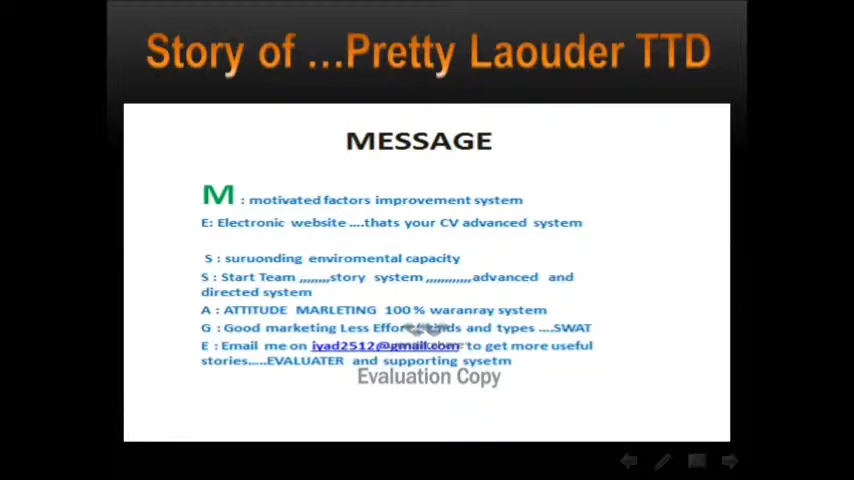 Story of ...Pretty Laouder TTD
MESSAGE
M : motivated factors improvement system
E: Electronic website ....thats your CV advanced system
S : suruonding enviromental capacity
S : Start Team ,,,,,,,,story system ,,,,,,,,,,,,advanced and
directed system
A : ATTITUDE MARLETING 100 % waranray system
G : Good marketing Less Effort kinds and types ....SWAT
E : Email me on iyad2512@gmail.com to get more useful
stories.....EVALUATER and supporting sysetm
Evaluation Copy